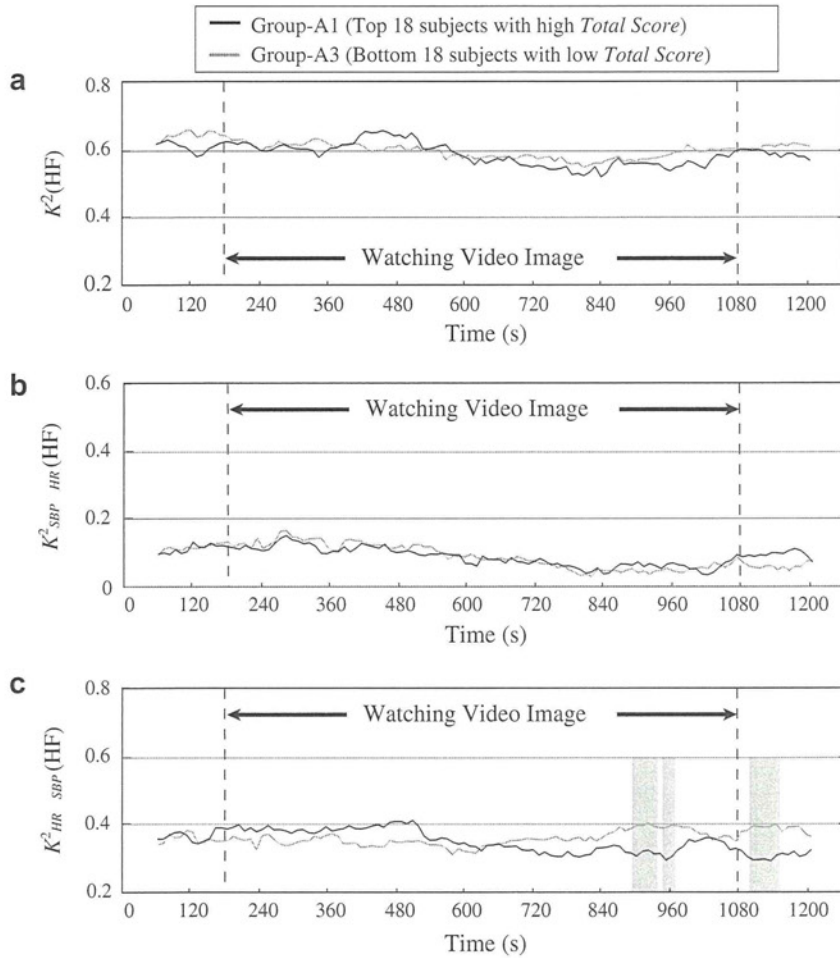 Group-A1 (Top 18 subjects with high Total Score)
Group-A3 (Bottom 18 subjects with low Total Score)
a
0.8
0.6
0.4
0.2
K²(HF)
Watching Video Image
0 120 240 360 480 600 720 840 960 1080 1200
Time (s)
b
0.6
0.4
0.2
0
K²SBP HR(HF)
Watching Video Image
0 120 240 360 480 600 720 840 960 1080 1200
Time (s)
c
0.8
0.6
0.4
0.2
K²HR SBP(HF)
Watching Video Image
0 120 240 360 480 600 720 840 960 1080 1200
Time (s)